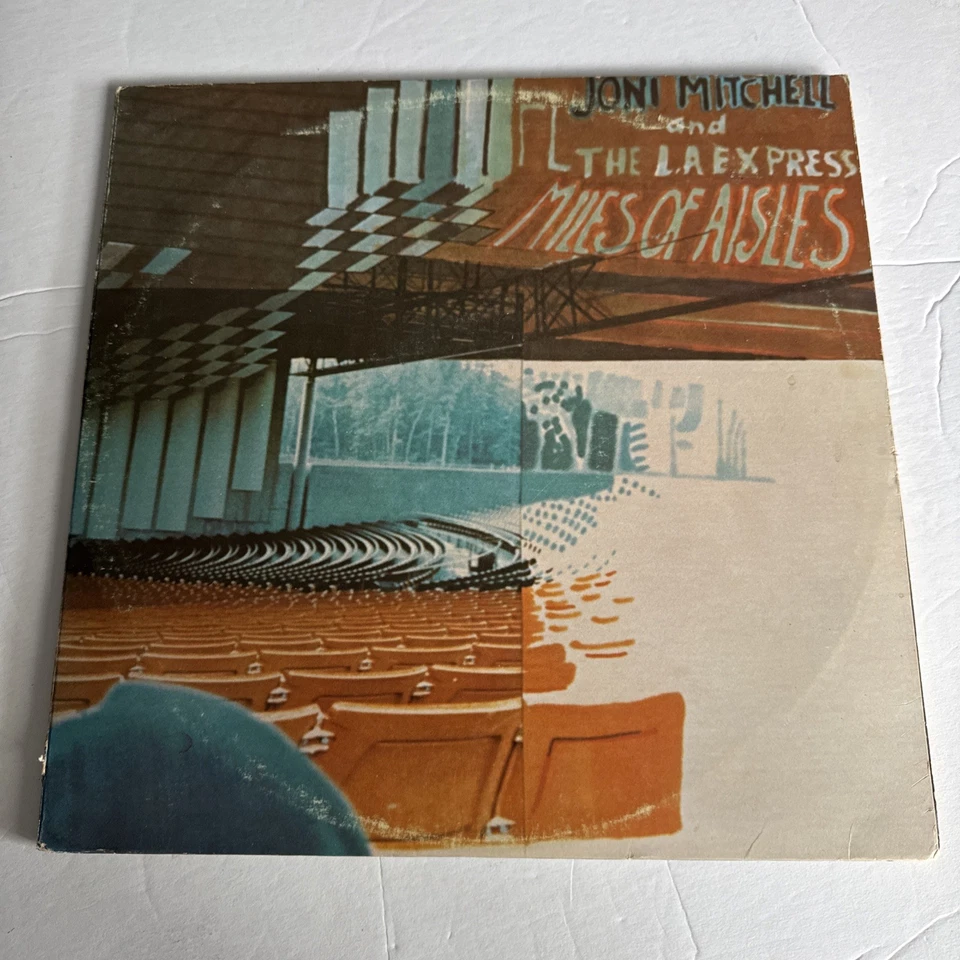 JONI MITCHELL
and
THE L.A EXPRESS
MILES OF AISLES